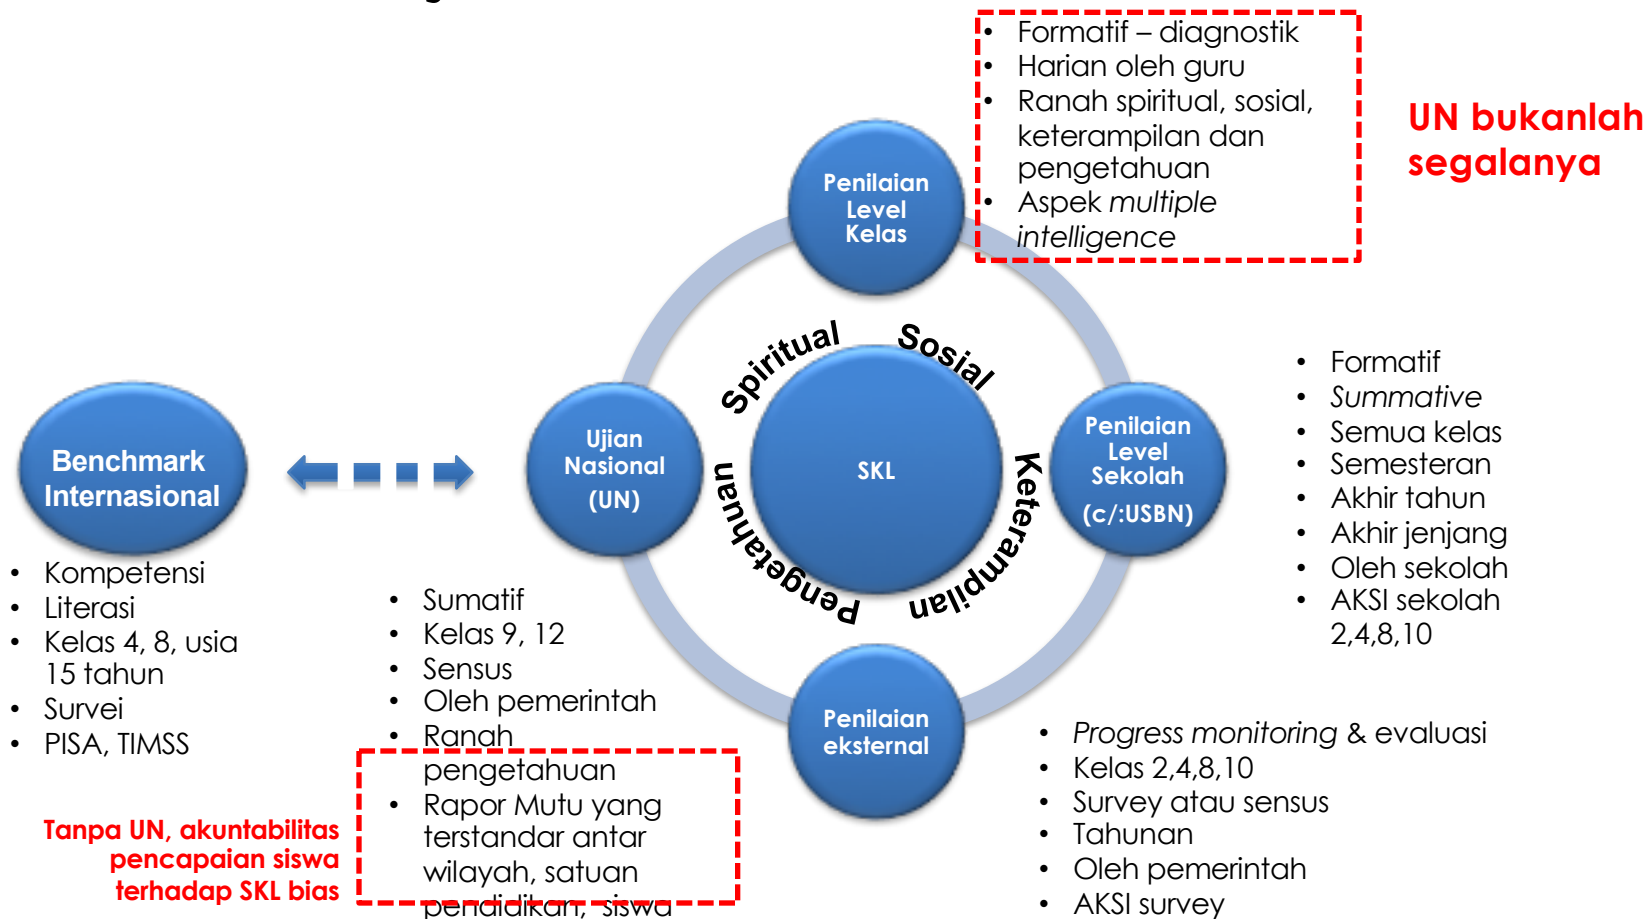 • Formatif – diagnostik
• Harian oleh guru
• Ranah spiritual, sosial,
keterampilan dan
pengetahuan
• Aspek multiple
intelligence
UN bukanlah
segalanya
Penilaian
Level
Kelas
Spiritual
Sosial
Keterampilan
Pengetahuan
SKL
Penilaian
Level
Sekolah
(c/:USBN)
• Formatif
• Summative
• Semua kelas
• Semesteran
• Akhir tahun
• Akhir jenjang
• Oleh sekolah
• AKSI sekolah
2,4,8,10
Ujian
Nasional
(UN)
Benchmark
Internasional
• Kompetensi
• Literasi
• Kelas 4, 8, usia
15 tahun
• Survei
• PISA, TIMSS
• Sumatif
• Kelas 9, 12
• Sensus
• Oleh pemerintah
• Ranah
pengetahuan
• Rapor Mutu yang
terstandar antar
wilayah, satuan
pendidikan, siswa
Tanpa UN, akuntabilitas
pencapaian siswa
terhadap SKL bias
Penilaian
eksternal
• Progress monitoring & evaluasi
• Kelas 2,4,8,10
• Survey atau sensus
• Tahunan
• Oleh pemerintah
• AKSI survey